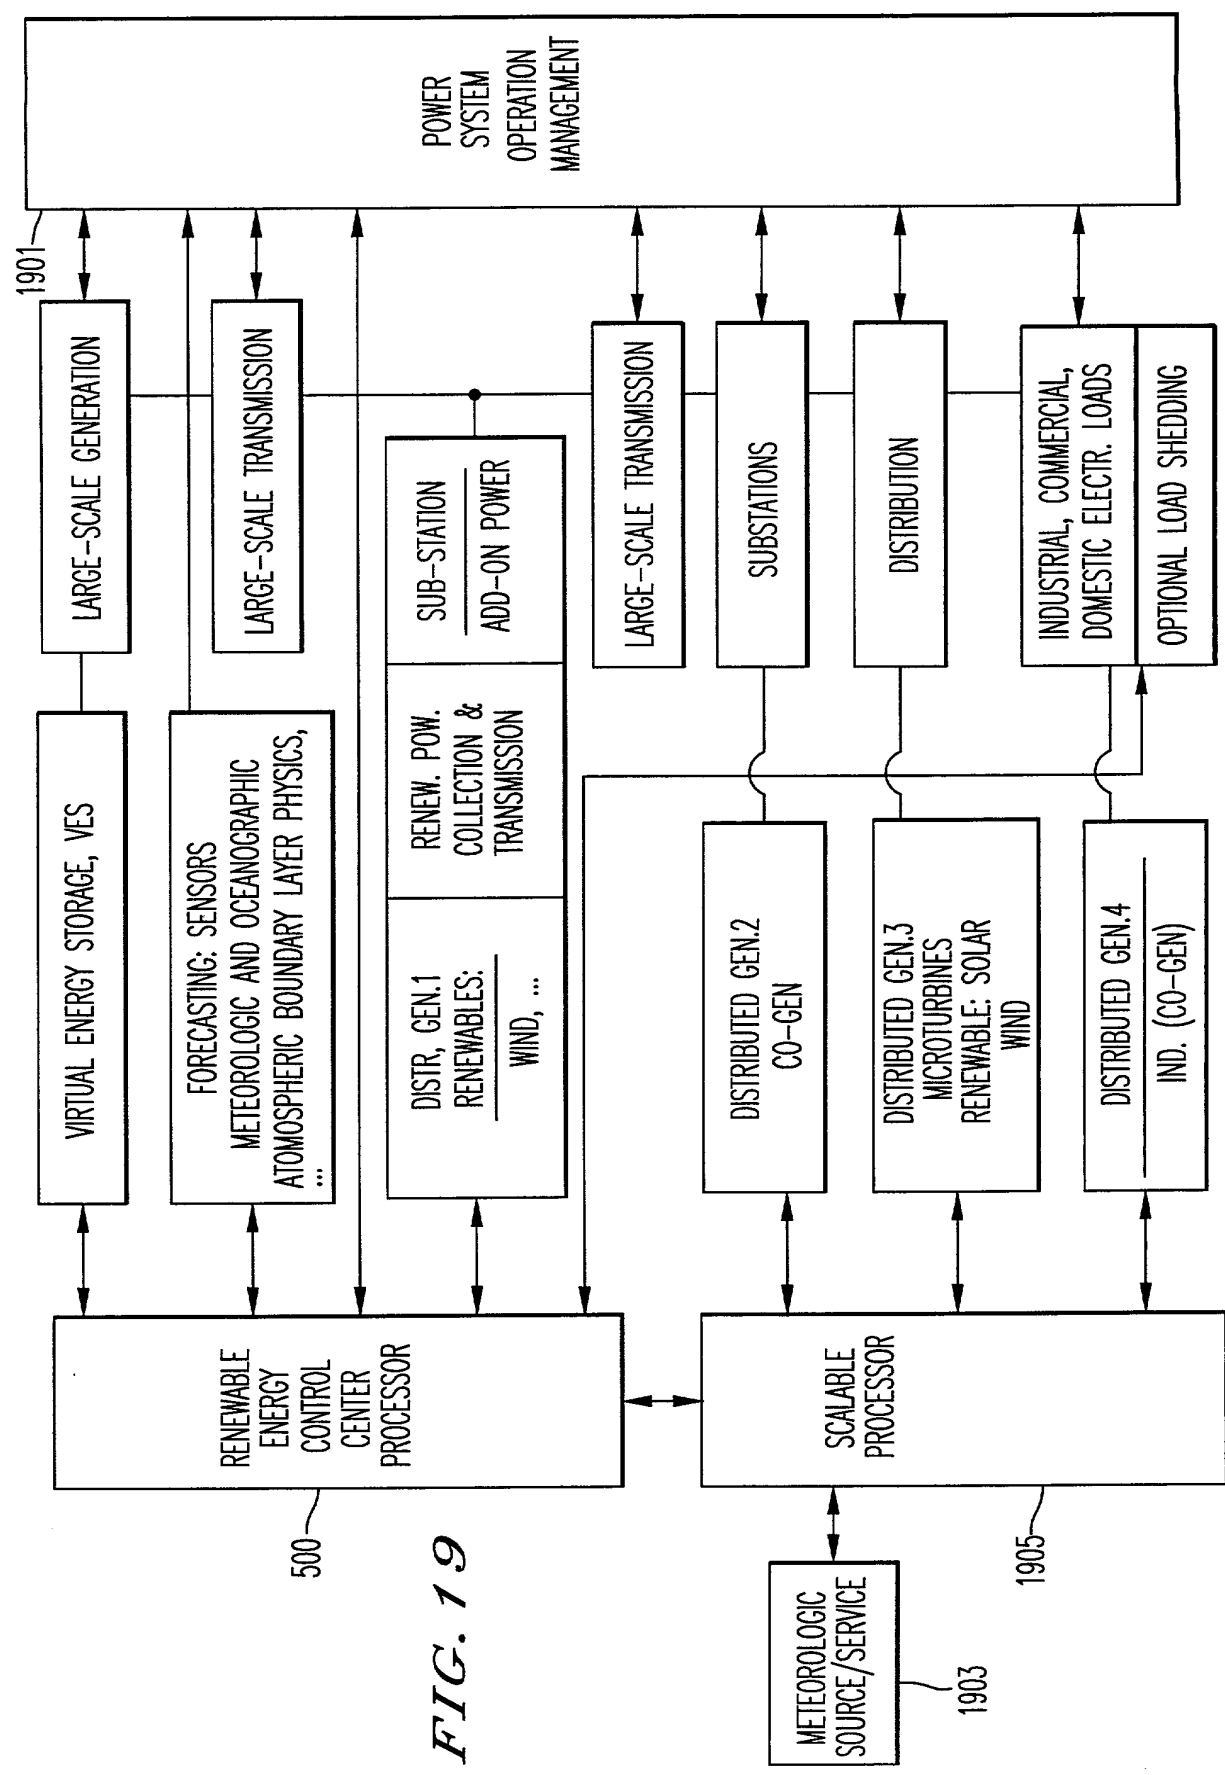 1901
POWER
SYSTEM
OPERATION
MANAGEMENT
LARGE-SCALE GENERATION
LARGE-SCALE TRANSMISSION
SUB-STATION
ADD-ON POWER
LARGE-SCALE TRANSMISSION
SUBSTATIONS
DISTRIBUTION
INDUSTRIAL, COMMERCIAL,
DOMESTIC ELECTR. LOADS
OPTIONAL LOAD SHEDDING
VIRTUAL ENERGY STORAGE, VES
FORECASTING: SENSORS
METEOROLOGIC AND OCEANOGRAPHIC
ATOMOSPHERIC BOUNDARY LAYER PHYSICS,
...
RENEW. POW.
COLLECTION &
TRANSMISSION
DISTR, GEN.1
RENEWABLES:
WIND, ...
DISTRIBUTED GEN.2
CO-GEN
DISTRIBUTED GEN.3
MICROTURBINES
RENEWABLE: SOLAR
WIND
DISTRIBUTED GEN.4
IND. (CO-GEN)
RENEWABLE
ENERGY
CONTROL
CENTER
PROCESSOR
500
SCALABLE
PROCESSOR
1905
METEOROLOGIC
SOURCE/SERVICE
1903
FIG. 19